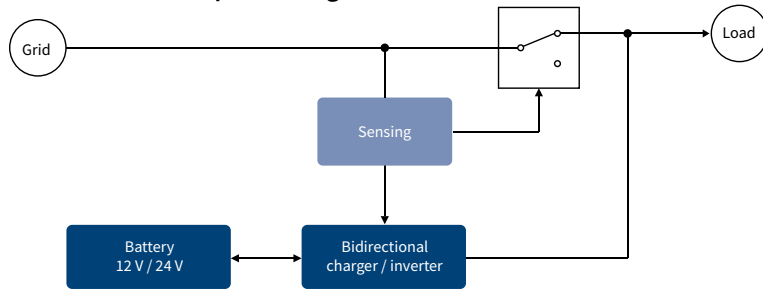 Grid
Load
Sensing
Battery
12 V / 24 V
Bidirectional
charger / inverter